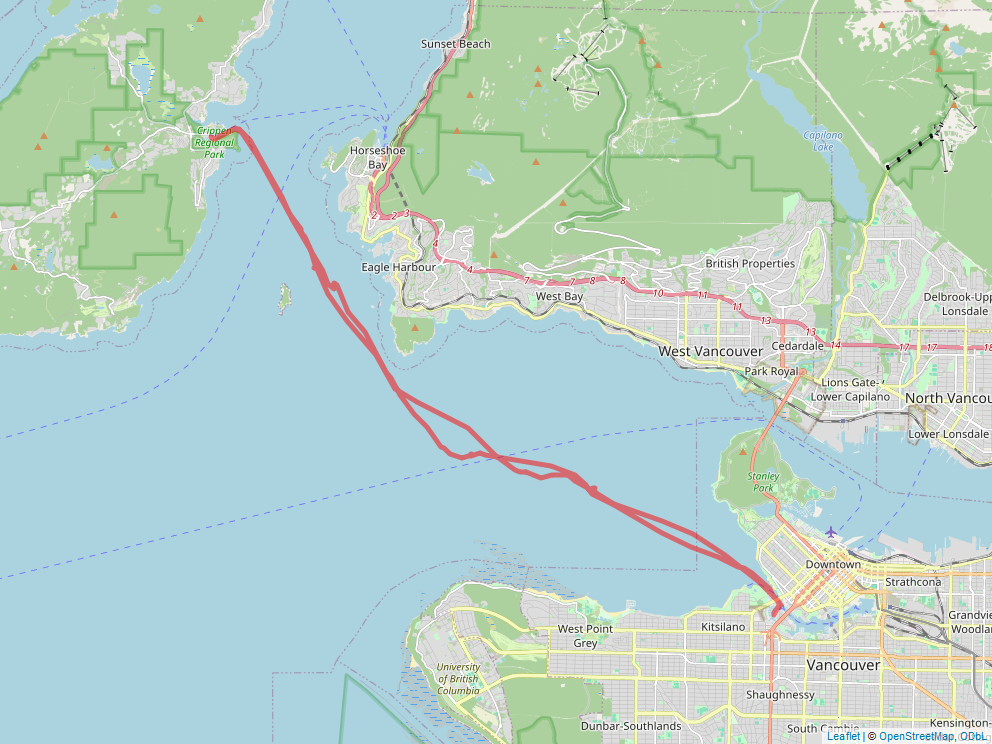 Sunset Beach
Capilano
Lake
Crippen
Regional
Park
Horseshoe
Bay
2 2 3
4
4
7
7
8
8
10
11
11
13
13
14
17
17
18
Eagle Harbour
British Properties
West Bay
Delbrook-Upp
Lonsdale
West Vancouver
Cedardale
Park Royal
Lions Gate-
Lower Capilano
North Vancou
Lower Lonsdale
Stanley
Park
Downtown
Strathcona
Grandview
Woodlan
Kitsilano
West Point
Grey
Vancouver
University
of British
Columbia
Shaughnessy
Dunbar-Southlands
South Cambie
Kensington-
Leaflet | © OpenStreetMap, ODbL